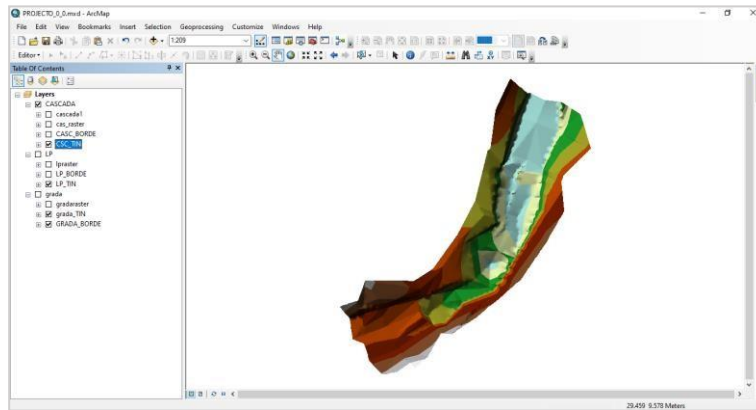 PROJECTO_0_0.mxd - ArcMap
File Edit View Bookmarks Insert Selection Geoprocessing Customize Windows Help
1:209
Editor
Table Of Contents
Layers
CASCADA
cascada1
cas_raster
CASC_BORDE
CSC_TIN
LP
lpraster
LP_BORDE
LP_TIN
grada
gradaraster
grada_TIN
GRADA_BORDE
29.459 9.578 Meters